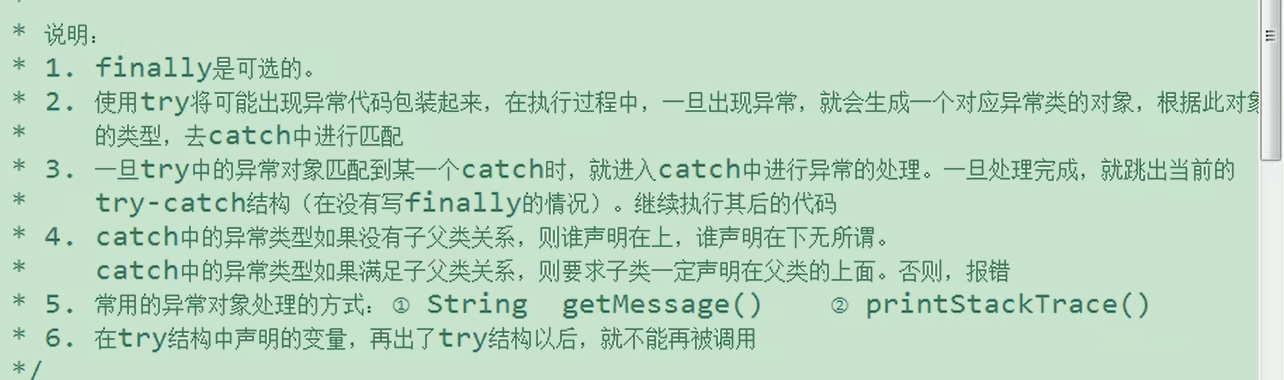 *
* 说明：
* 1. finally是可选的。
* 2. 使用try将可能出现异常代码包装起来，在执行过程中，一旦出现异常，就会生成一个对应异常类的对象，根据此对象
* 的类型，去catch中进行匹配
* 3. 一旦try中的异常对象匹配到某一个catch时，就进入catch中进行异常的处理。一旦处理完成，就跳出当前的
* try-catch结构（在没有写finally的情况）。继续执行其后的代码
* 4. catch中的异常类型如果没有子父类关系，则谁声明在上，谁声明在下无所谓。
* catch中的异常类型如果满足子父类关系，则要求子类一定声明在父类的上面。否则，报错
* 5. 常用的异常对象处理的方式：① String getMessage() ② printStackTrace()
* 6. 在try结构中声明的变量，再出了try结构以后，就不能再被调用
*/